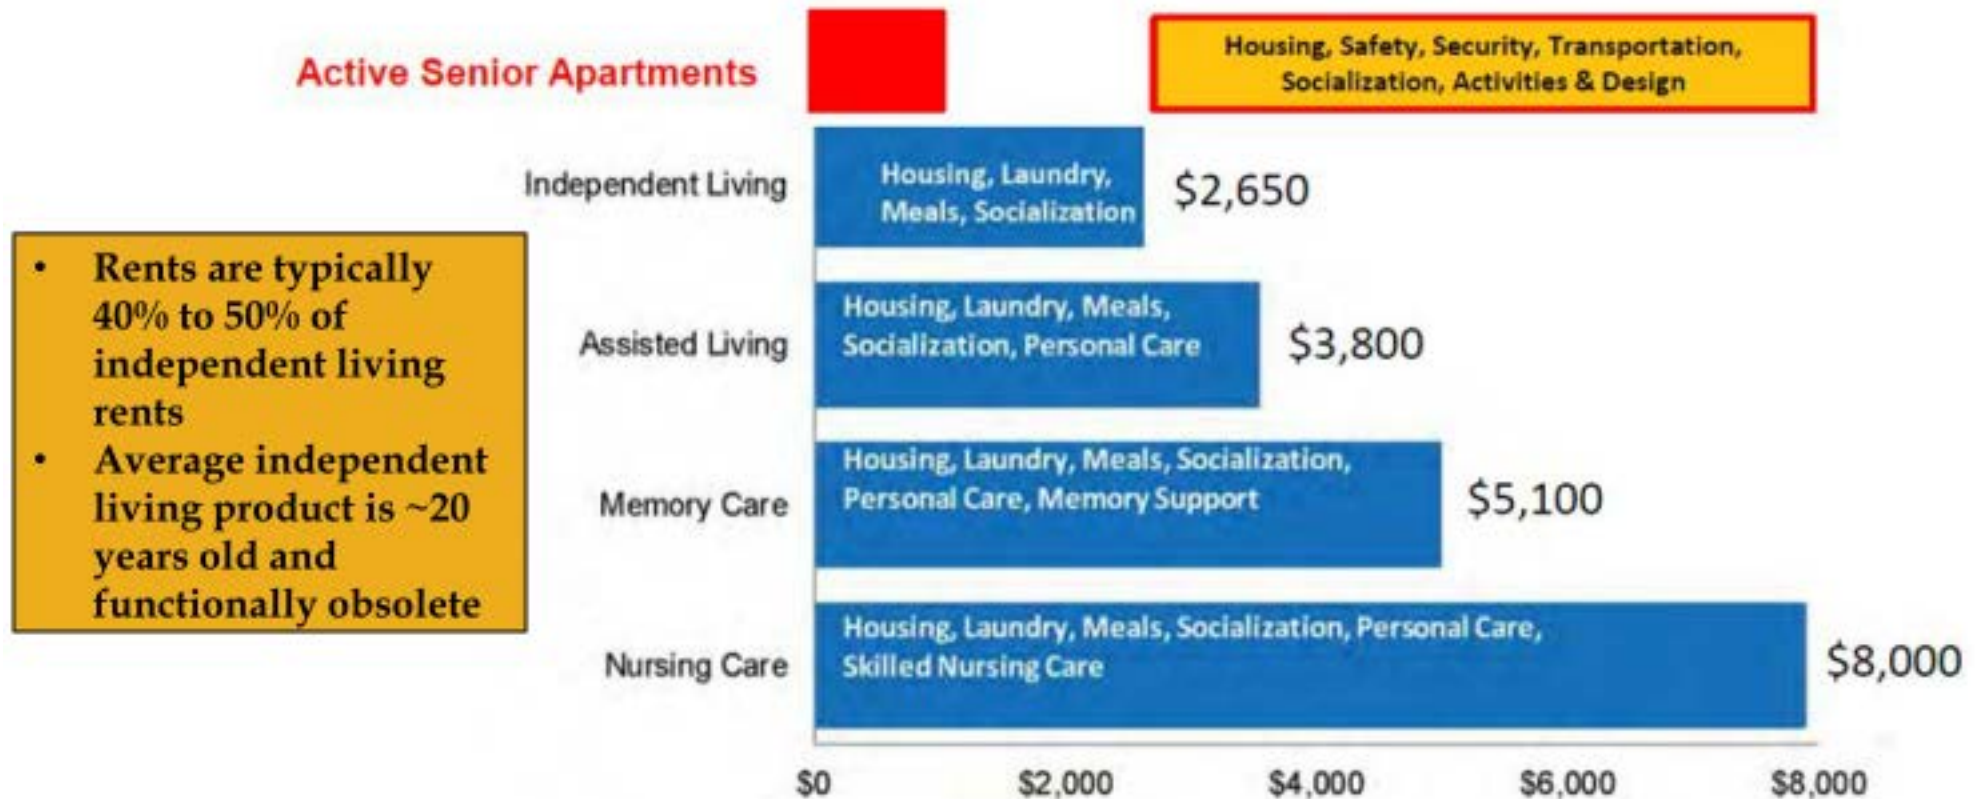 Active Senior Apartments
Housing, Safety, Security, Transportation,
Socialization, Activities & Design
Independent Living
Housing, Laundry,
Meals, Socialization
$2,650
• Rents are typically
40% to 50% of
independent living
rents
• Average independent
living product is ~20
years old and
functionally obsolete
Assisted Living
Housing, Laundry, Meals,
Socialization, Personal Care
$3,800
Memory Care
Housing, Laundry, Meals, Socialization,
Personal Care, Memory Support
$5,100
Nursing Care
Housing, Laundry, Meals, Socialization, Personal Care,
Skilled Nursing Care
$8,000
$0 $2,000 $4,000 $6,000 $8,000